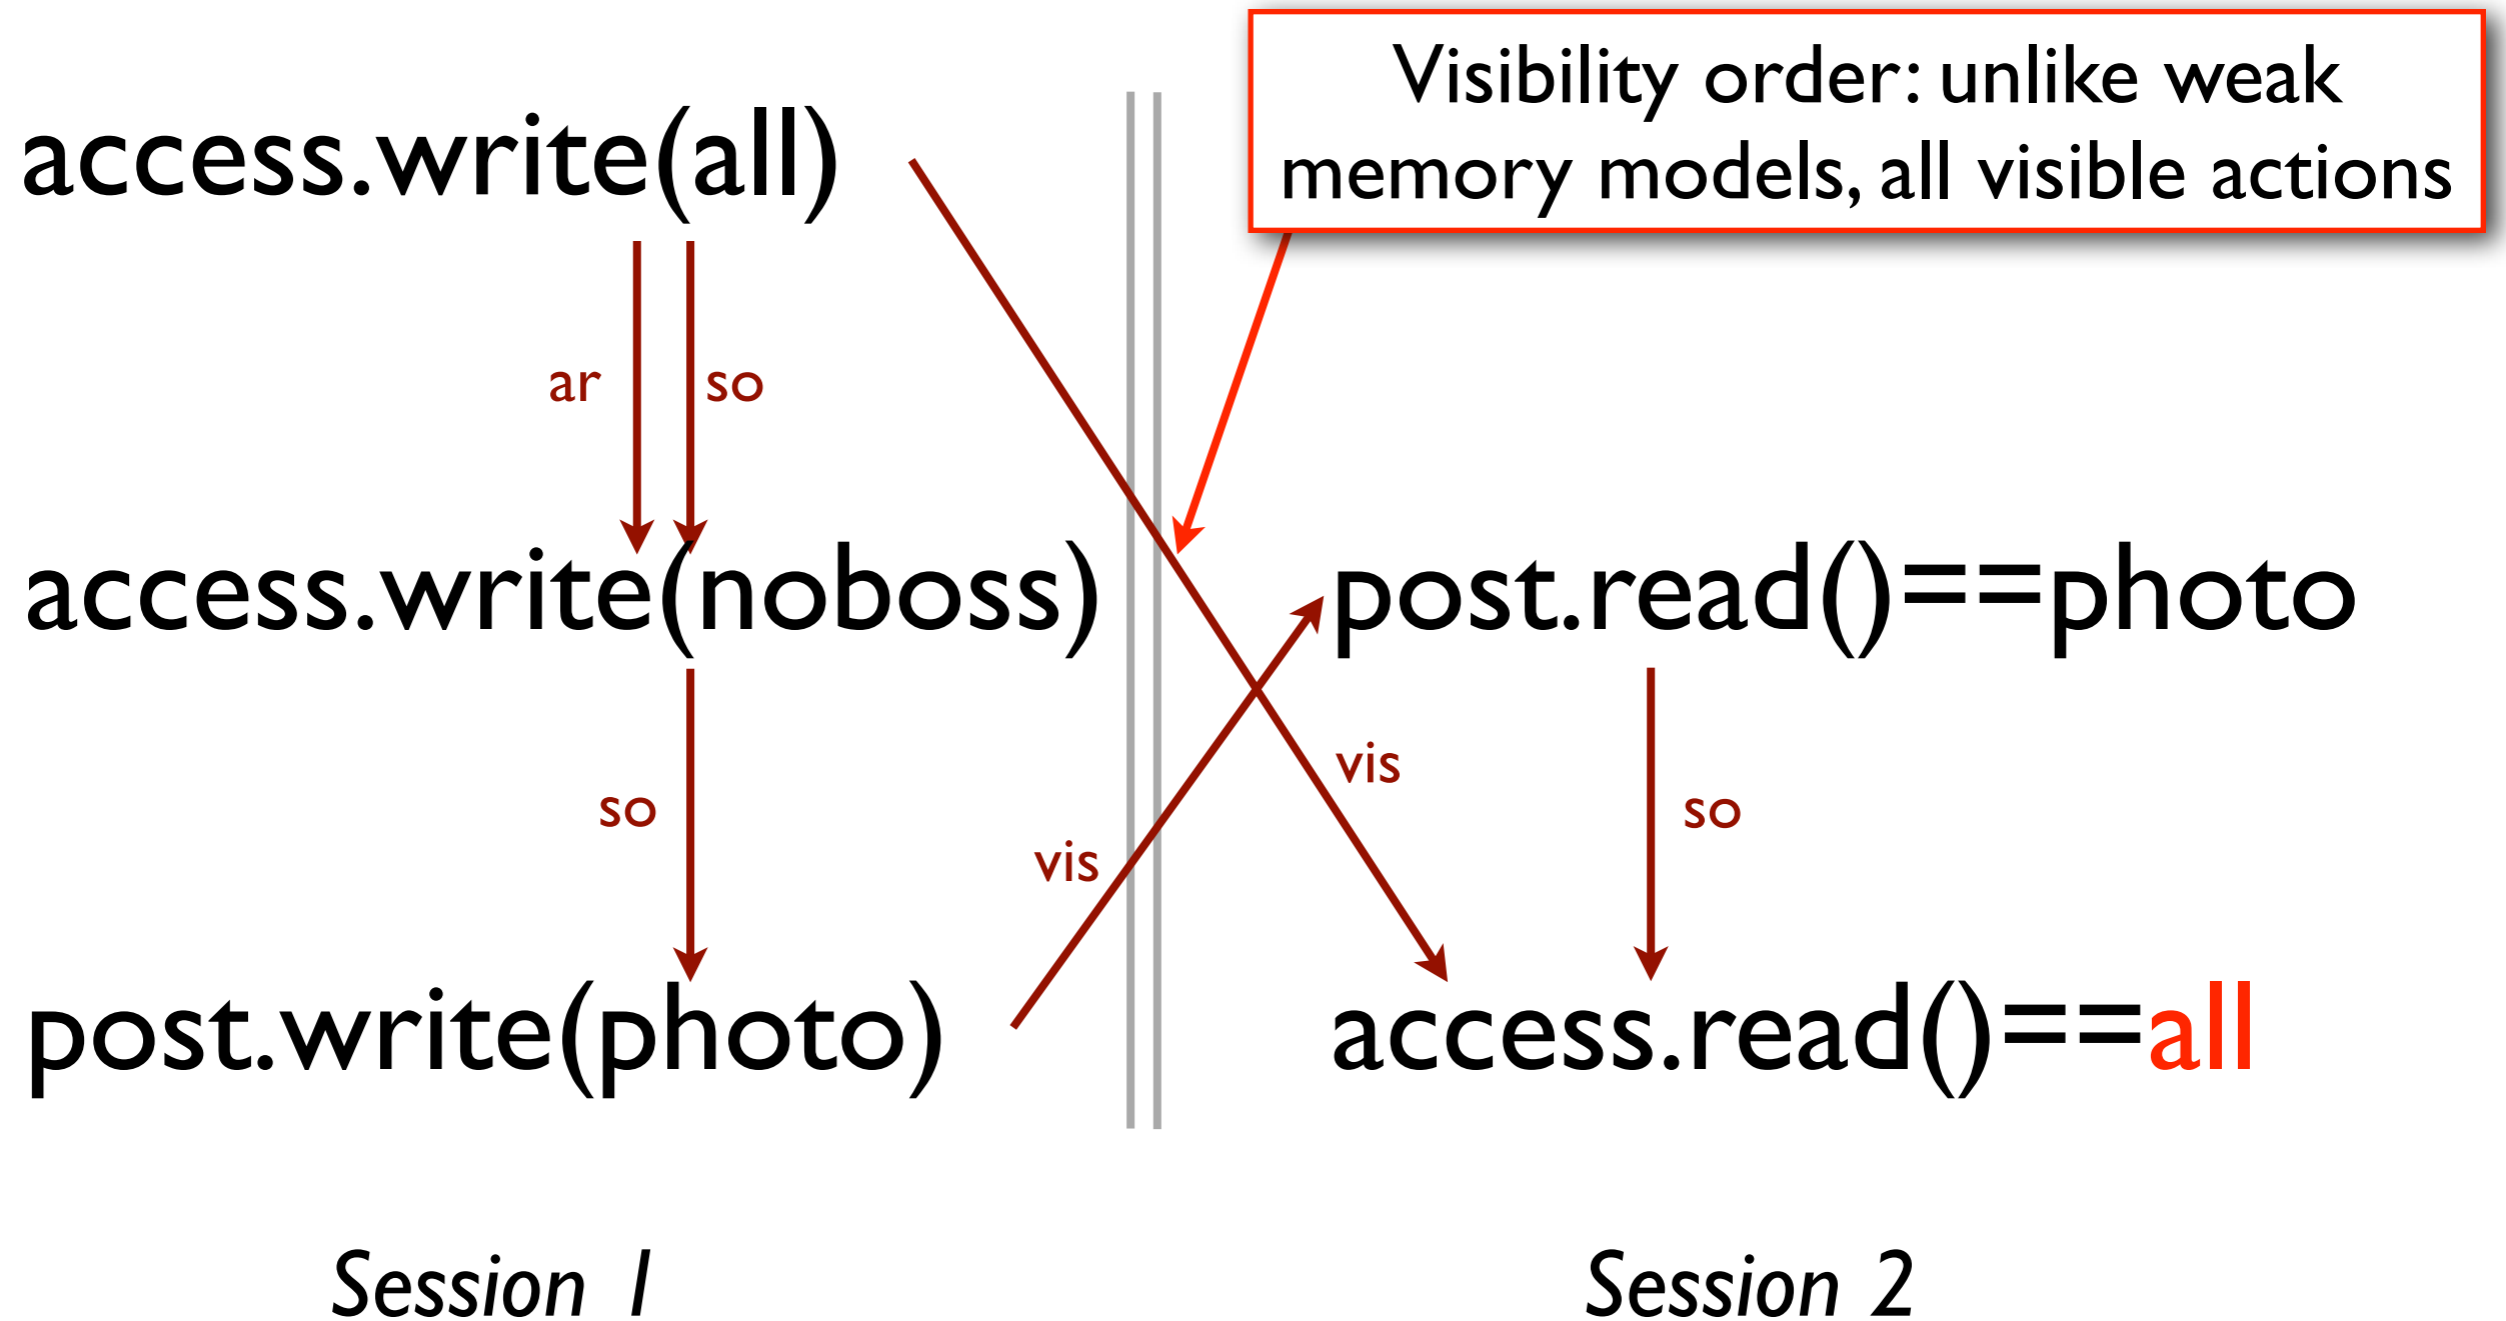 Visibility order: unlike weak
memory models, all visible actions
access.write(all)
ar
so
access.write(noboss)
post.read()==photo
vis
so
so
vis
post.write(photo)
access.read()==all
Session 1
Session 2